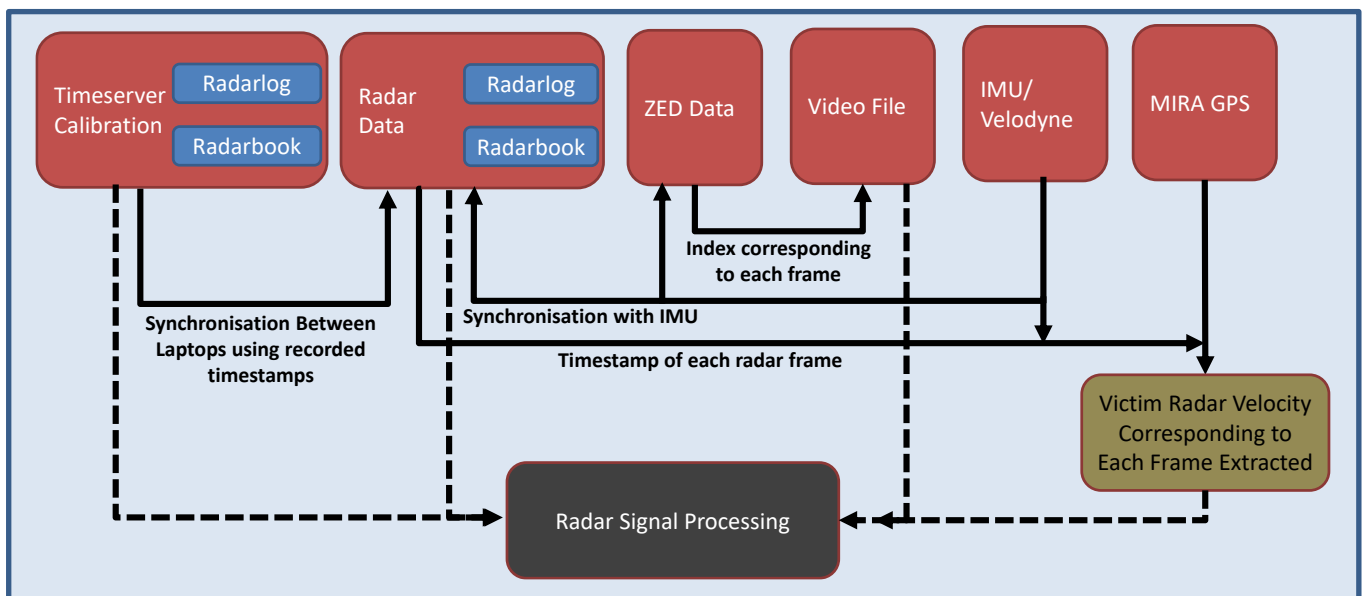 Timeserver
Calibration
Radarlog
Radarbook
Radar
Data
Radarlog
Radarbook
ZED Data
Video File
IMU/
Velodyne
MIRA GPS
Index corresponding
to each frame
Synchronisation Between
Laptops using recorded
timestamps
Synchronisation with IMU
Timestamp of each radar frame
Victim Radar Velocity
Corresponding to
Each Frame Extracted
Radar Signal Processing